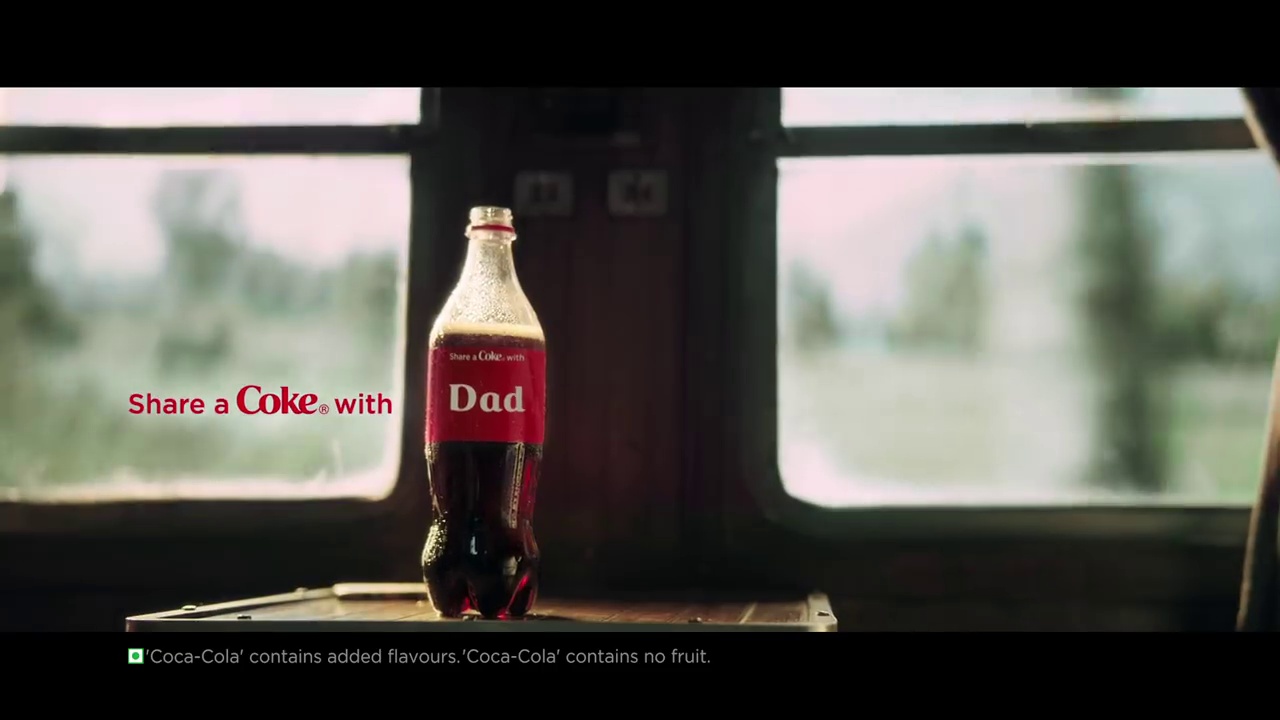 Share a Coke® with
Share a Coke® with
Dad
'Coca-Cola' contains added flavours. 'Coca-Cola' contains no fruit.